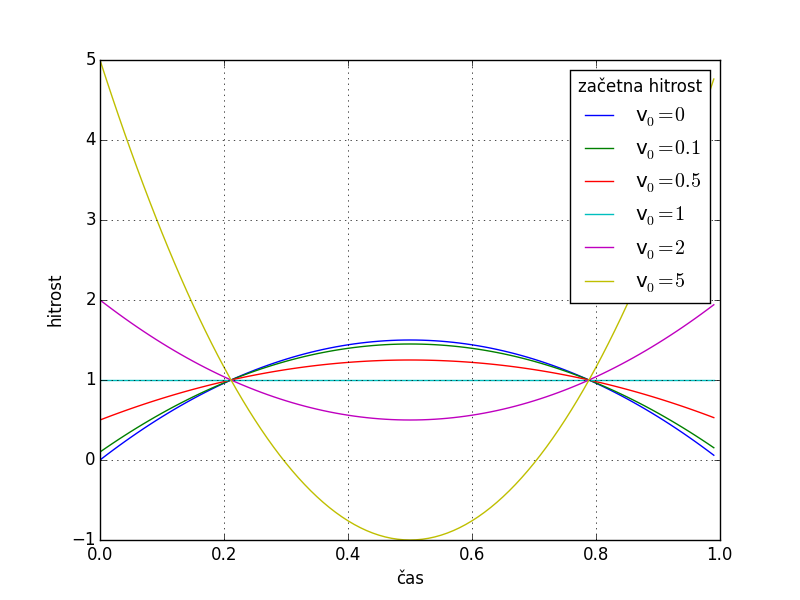 začetna hitrost
v₀ = 0
v₀ = 0.1
v₀ = 0.5
v₀ = 1
v₀ = 2
v₀ = 5
5
4
3
2
1
0
−1
hitrost
0.0 0.2 0.4 0.6 0.8 1.0
čas